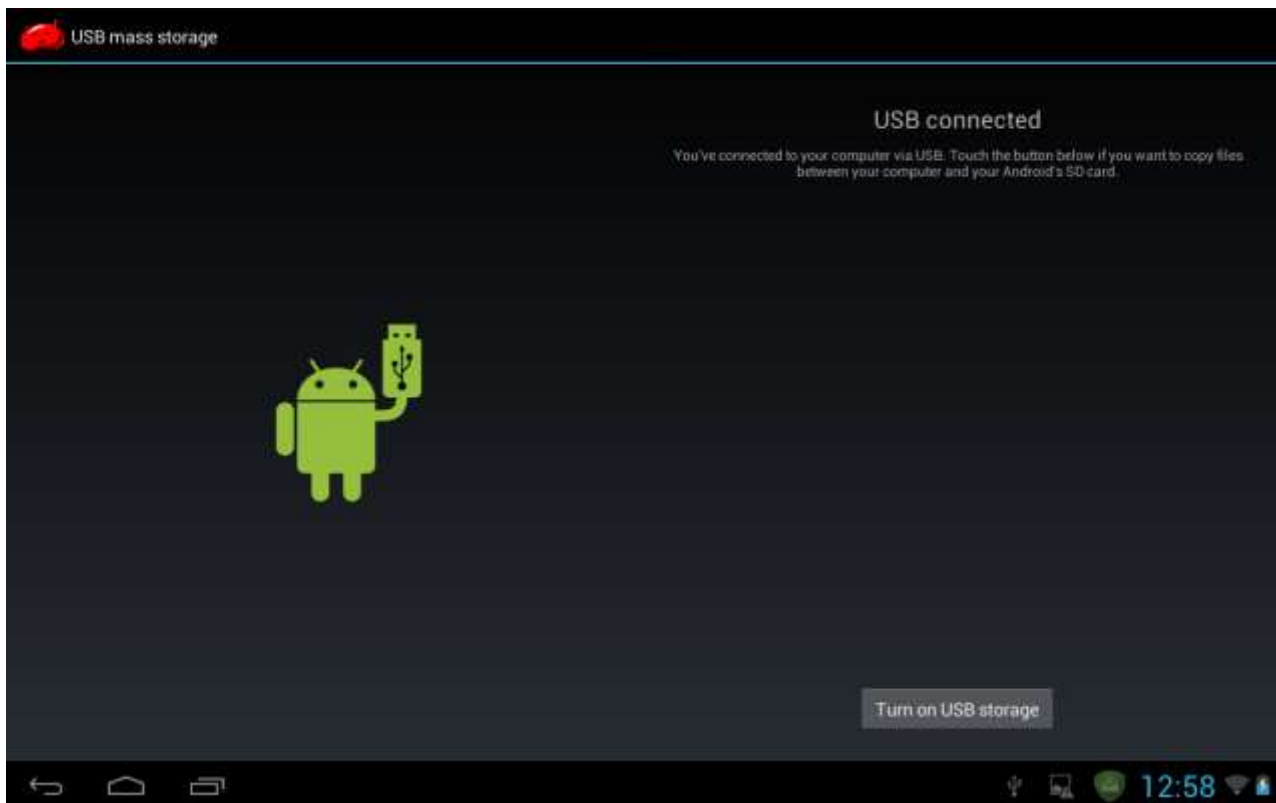 USB mass storage
USB connected
You've connected to your computer via USB. Touch the button below if you want to copy files
between your computer and your Android's SD card.
Turn on USB storage
12:58